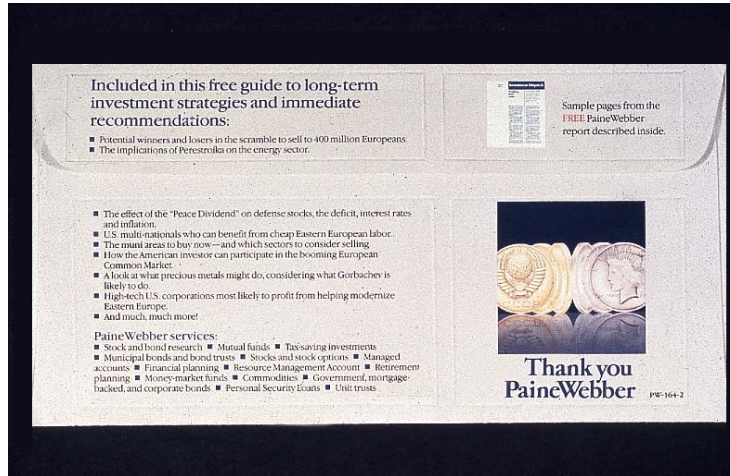 Included in this free guide to long-term
investment strategies and immediate
recommendations:
■ Potential winners and losers in the scramble to sell to 400 million Europeans.
■ The implications of Perestroika on the energy sector.
Sample pages from the
FREE PaineWebber
report described inside.
■ The effect of the "Peace Dividend" on defense stocks, the deficit, interest rates
and inflation.
■ U.S. multi-nationals who can benefit from cheap Eastern European labor.
■ The muni areas to buy now—and which sectors to consider selling.
■ How the American investor can participate in the booming European
Common Market.
■ A look at what precious metals might do, considering what Gorbachev is
likely to do.
■ High-tech U.S. corporations most likely to profit from helping modernize
Eastern Europe.
■ And much, much more!
PaineWebber services:
■ Stock and bond research ■ Mutual funds ■ Tax-saving investments
■ Municipal bonds and bond trusts ■ Stocks and stock options ■ Managed
accounts ■ Financial planning ■ Resource Management Account ■ Retirement
planning ■ Money-market funds ■ Commodities ■ Government, mortgage-
backed, and corporate bonds ■ Personal Security Loans ■ Unit trusts
Thank you
PaineWebber
PW-164-2